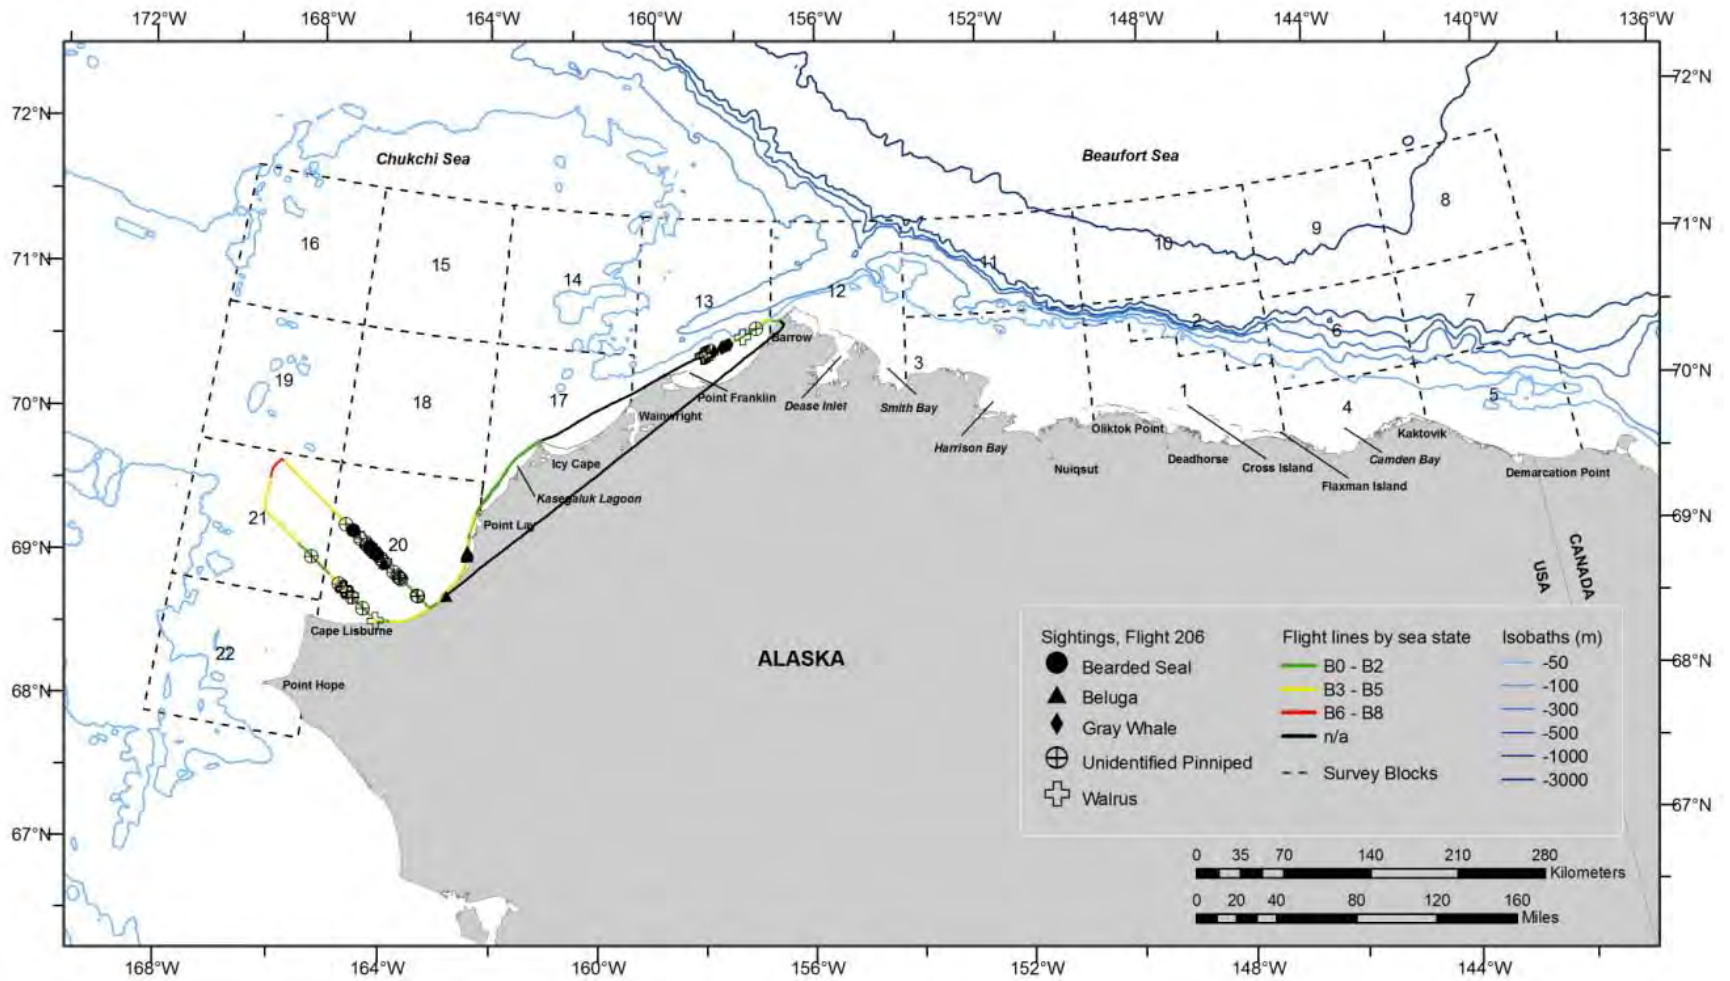 172°W 168°W 164°W 160°W 156°W 152°W 148°W 144°W 140°W 136°W
72°N 72°N
Chukchi Sea Beaufort Sea
8
9
16 10
71°N 71°N
15 11
14 12
13 7
2 6
Barrow
3
70°N 70°N
19 Point Franklin 1 5
18 17 Dease Inlet Smith Bay 4
Wainwright
Oliktok Point Kaktovik
Harrison Bay
Icy Cape Nuiqsut Deadhorse Cross Island Camden Bay
Demarcation Point
Kasegaluk Lagoon Flaxman Island
69°N 69°N
21 Point Lay
20
USA CANADA
Cape Lisburne
22
68°N 68°N
Point Hope
ALASKA
Sightings, Flight 206
Bearded Seal
Beluga
Gray Whale
Unidentified Pinniped
Walrus
Flight lines by sea state
B0 - B2
B3 - B5
B6 - B8
n/a
Survey Blocks
Isobaths (m)
-50
-100
-300
-500
-1000
-3000
67°N 67°N
0 35 70 140 210 280
Kilometers
0 20 40 80 120 160
Miles
168°W 164°W 160°W 156°W 152°W 148°W 144°W